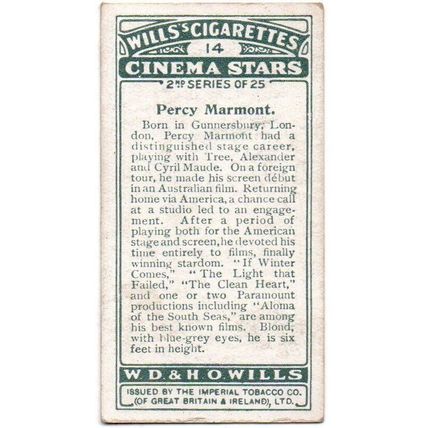 WILLS'S CIGARETTES
14
CINEMA STARS
2ND SERIES OF 25
Percy Marmont.
Born in Gunnersbury, Lon-
don, Percy Marmont had a
distinguished stage career,
playing with Tree, Alexander
and Cyril Maude. On a foreign
tour, he made his screen début
in an Australian film. Returning
home via America, a chance call
at a studio led to an engage-
ment. After a period of
playing both for the American
stage and screen, he devoted his
time entirely to films, finally
winning stardom. "If Winter
Comes," "The Light that
Failed," "The Clean Heart,"
and one or two Paramount
productions including "Aloma
of the South Seas," are among
his best known films. Blond,
with blue-grey eyes, he is six
feet in height.
W.D. & H.O. WILLS
ISSUED BY THE IMPERIAL TOBACCO CO.
(OF GREAT BRITAIN & IRELAND), LTD.